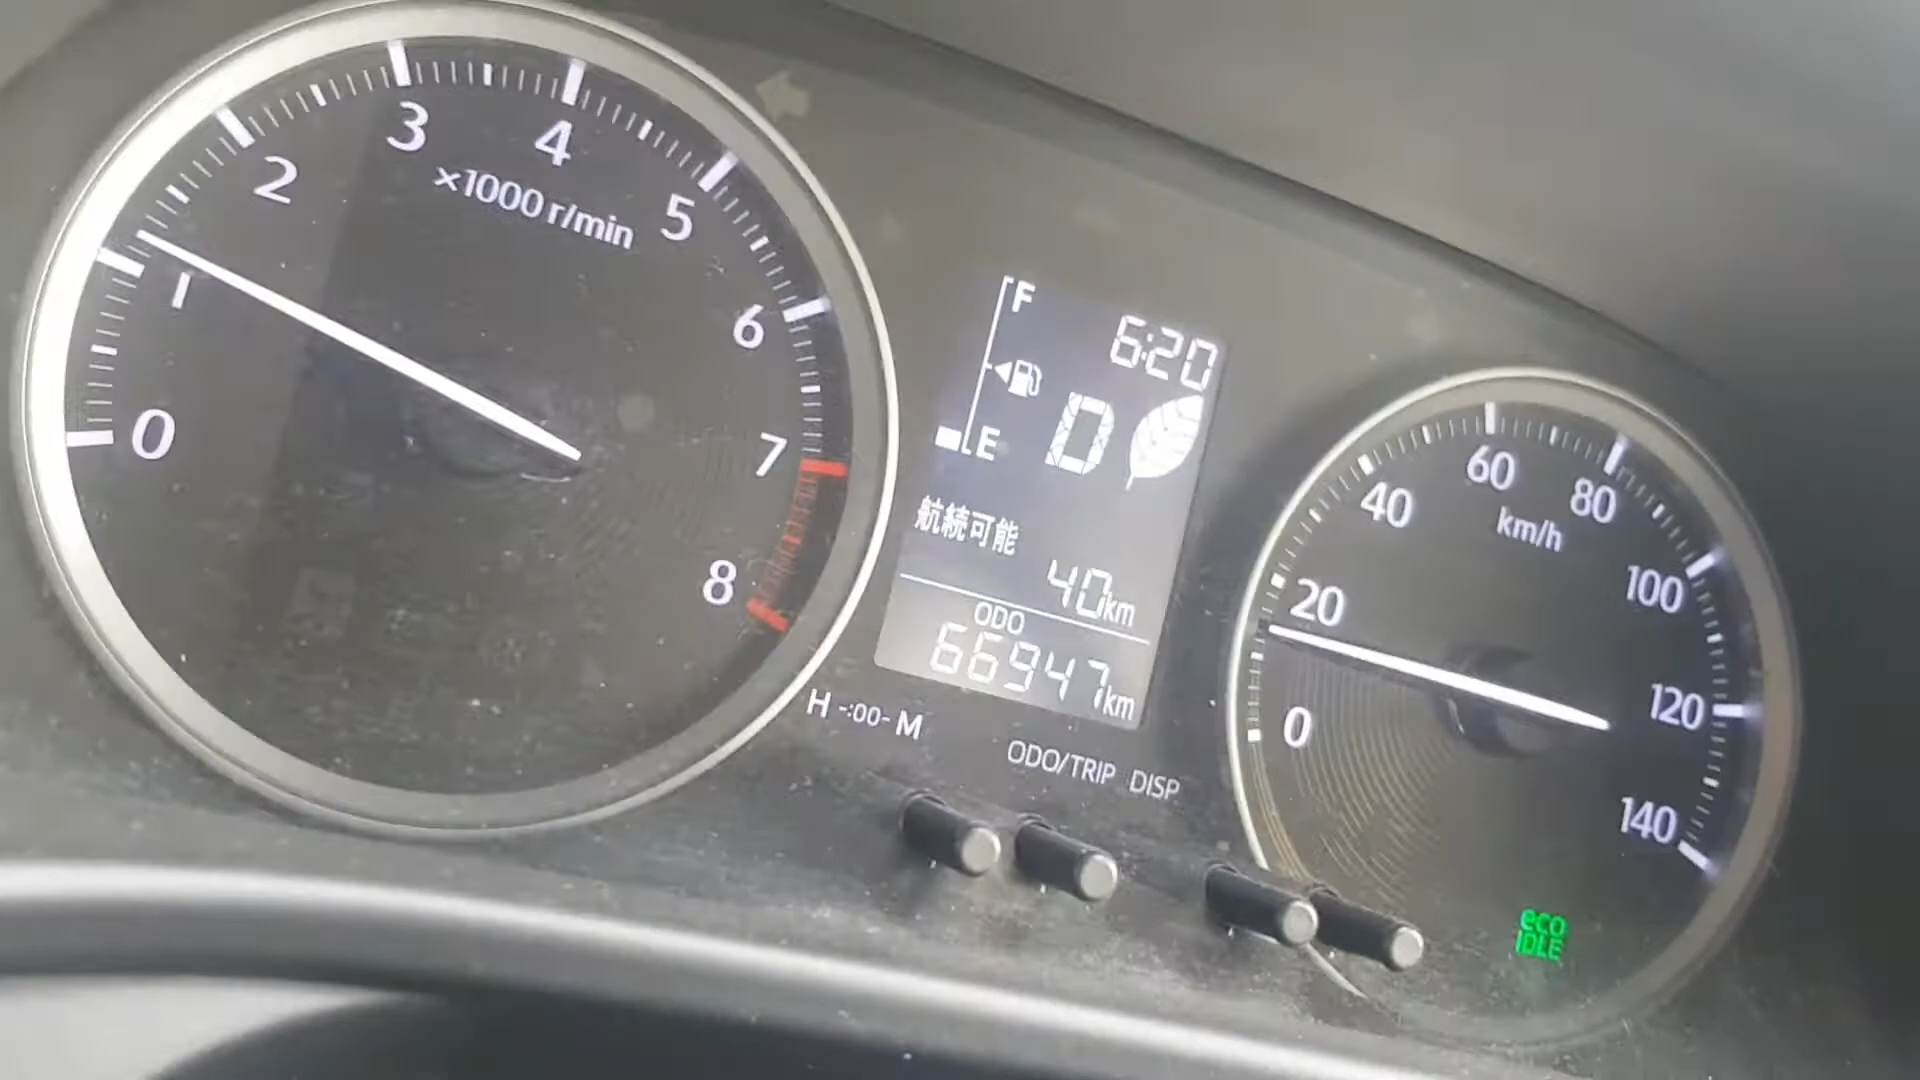 0
1
2
3
4
5
6
7
8
×1000 r/min
F
E
6:20
D
航続可能
40km
ODO
66947km
H -:00- M
ODO/TRIP DISP
0
20
40
60
80
100
120
140
km/h
eco
IDLE